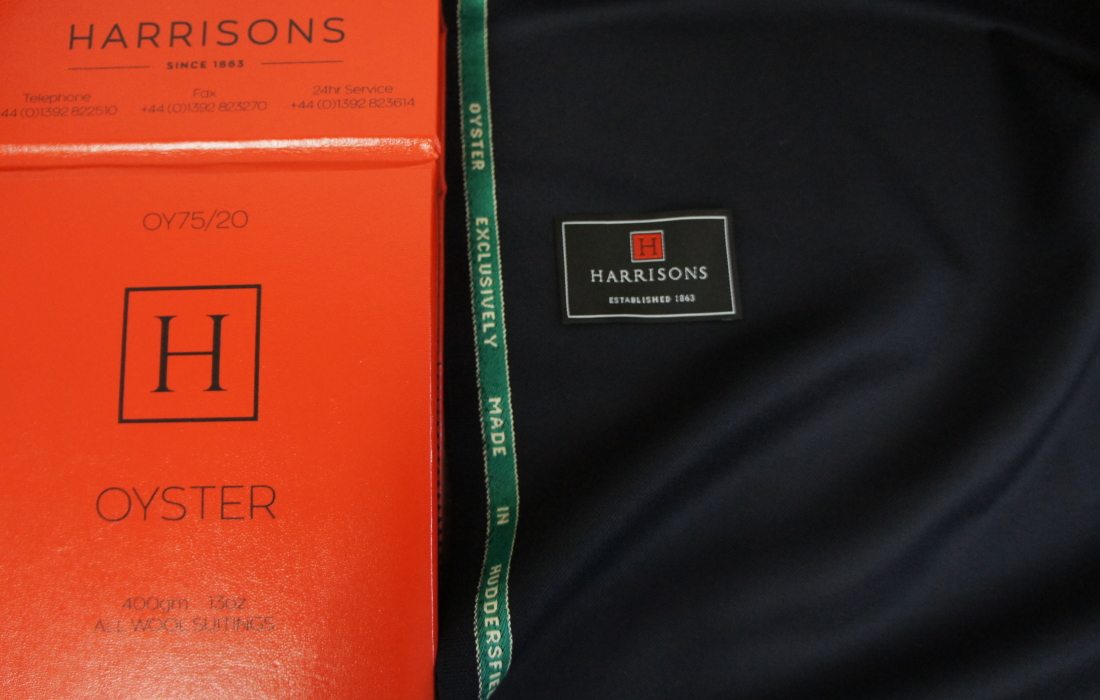 HARRISONS
SINCE 1863
Telephone
44 (0)1392 822510
Fax
+44 (0)1392 823270
24hr Service
+44 (0)1392 823614
OY75/20
H
OYSTER
400gm 13oz
ALL WOOL SUITINGS
OYSTER EXCLUSIVELY MADE IN HUDDERSFIE
H
HARRISONS
ESTABLISHED 1863